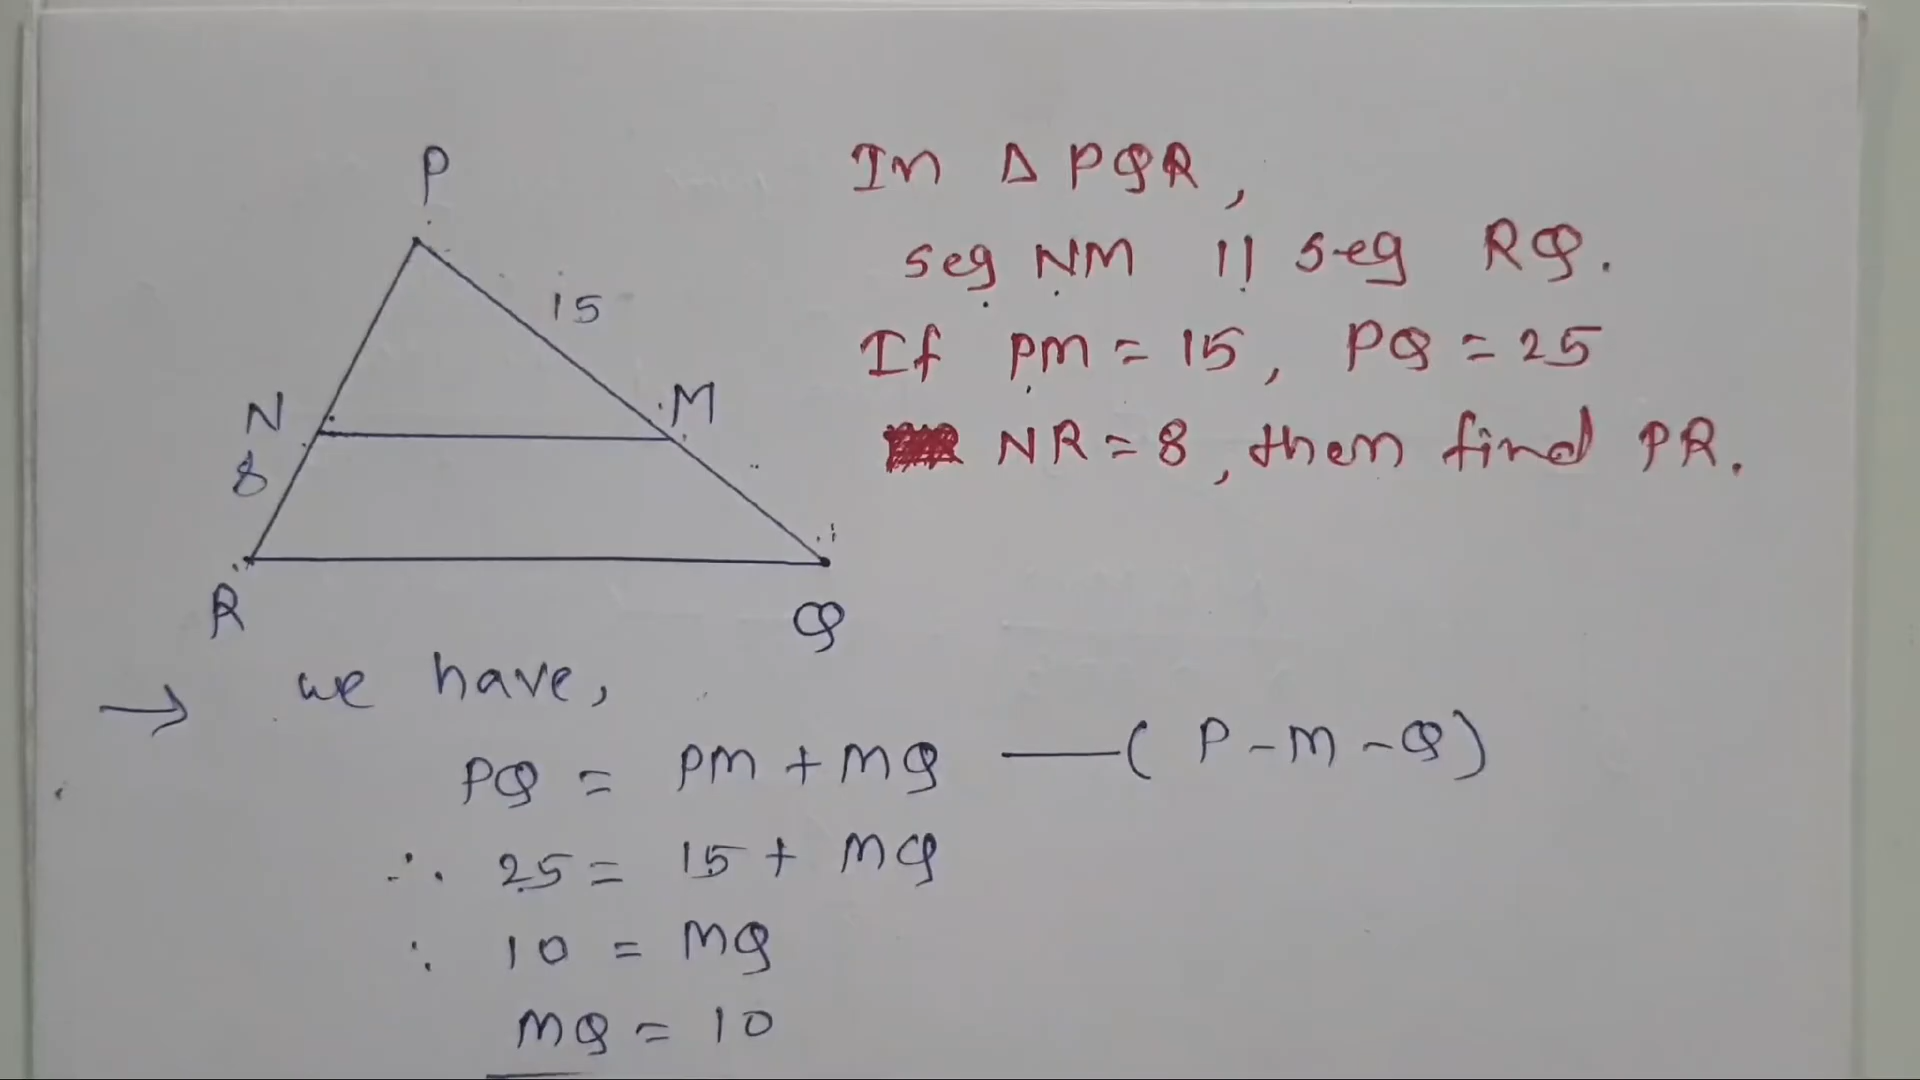 P
15
N
M
8
R
Q
In Δ PQR,
seg NM || seg RQ.
If PM = 15, PQ = 25
NR = 8, then find PR.
→ we have,
PQ = PM + MQ —( P - M - Q)
∴ 25 = 15 + MQ
∴ 10 = MQ
MQ = 10